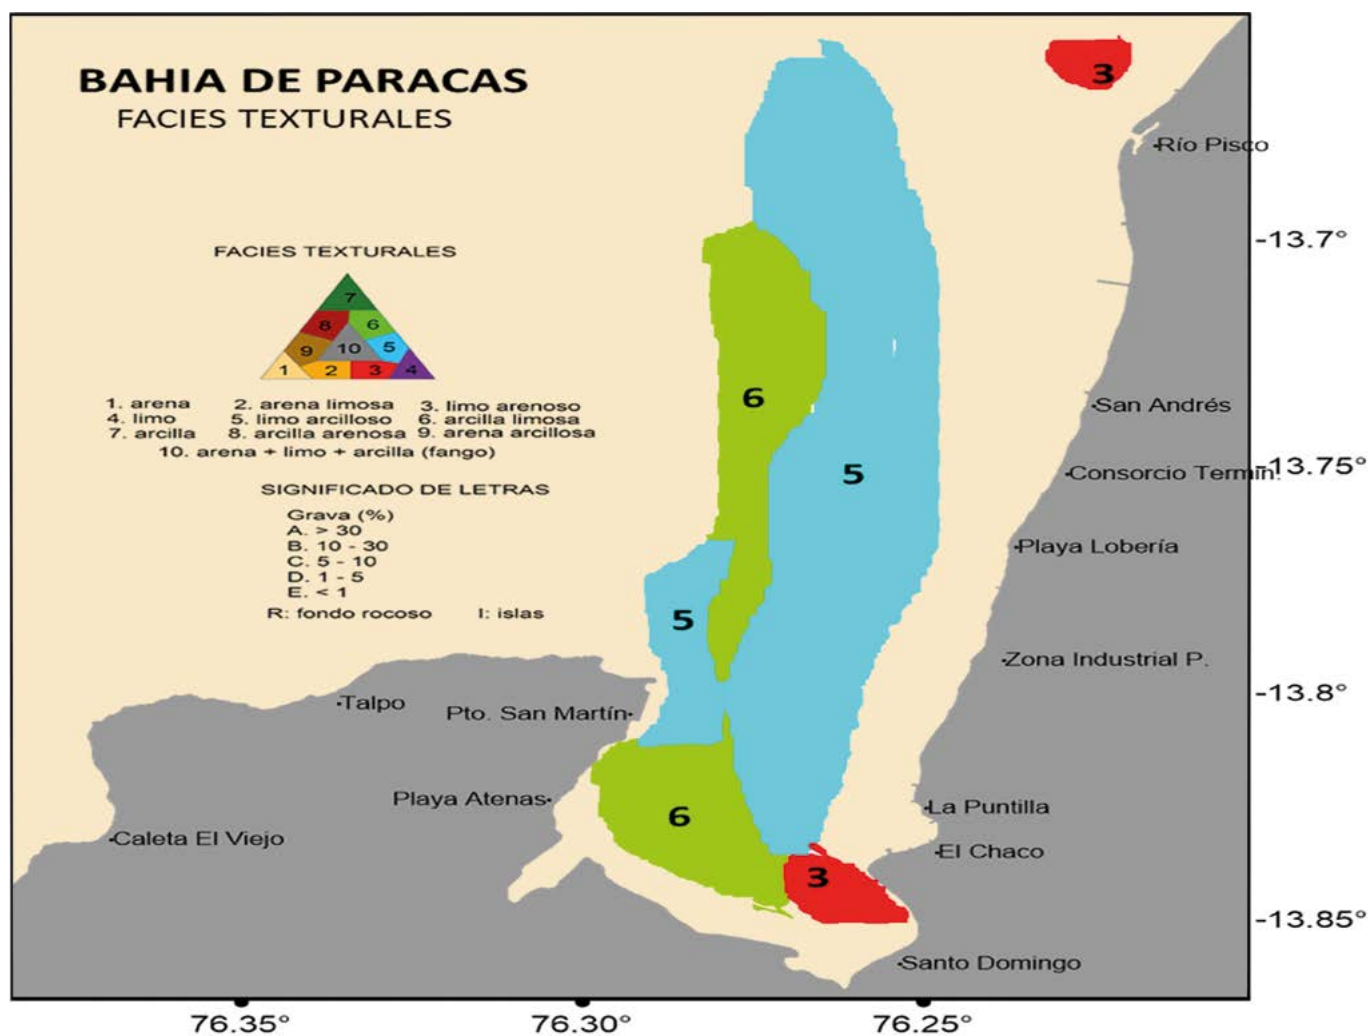 BAHIA DE PARACAS
FACIES TEXTURALES
3
Río Pisco
-13.7°
FACIES TEXTURALES
7
8 6
9 10 5
1 2 3 4
1. arena 2. arena limosa 3. limo arenoso
4. limo 5. limo arcilloso 6. arcilla limosa
7. arcilla 8. arcilla arenosa 9. arena arcillosa
10. arena + limo + arcilla (fango)
SIGNIFICADO DE LETRAS
Grava (%)
A. > 30
B. 10 - 30
C. 5 - 10
D. 1 - 5
E. < 1
R: fondo rocoso I: islas
6
San Andrés
5
-13.75°
Consorcio Termin.
Playa Lobería
5
Zona Industrial P.
-13.8°
Talpo
Pto. San Martín
Playa Atenas
6
La Puntilla
Caleta El Viejo
El Chaco
3
-13.85°
Santo Domingo
76.35° 76.30° 76.25°